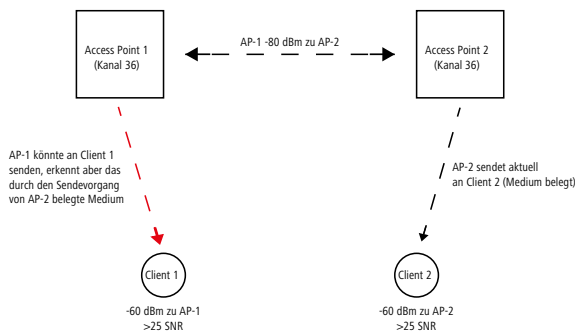 Access Point 1
(Kanal 36)
AP-1 -80 dBm zu AP-2
Access Point 2
(Kanal 36)
AP-1 könnte an Client 1
senden, erkennt aber das
durch den Sendevorgang
von AP-2 belegte Medium
AP-2 sendet aktuell
an Client 2 (Medium belegt)
Client 1
Client 2
-60 dBm zu AP-1
>25 SNR
-60 dBm zu AP-2
>25 SNR